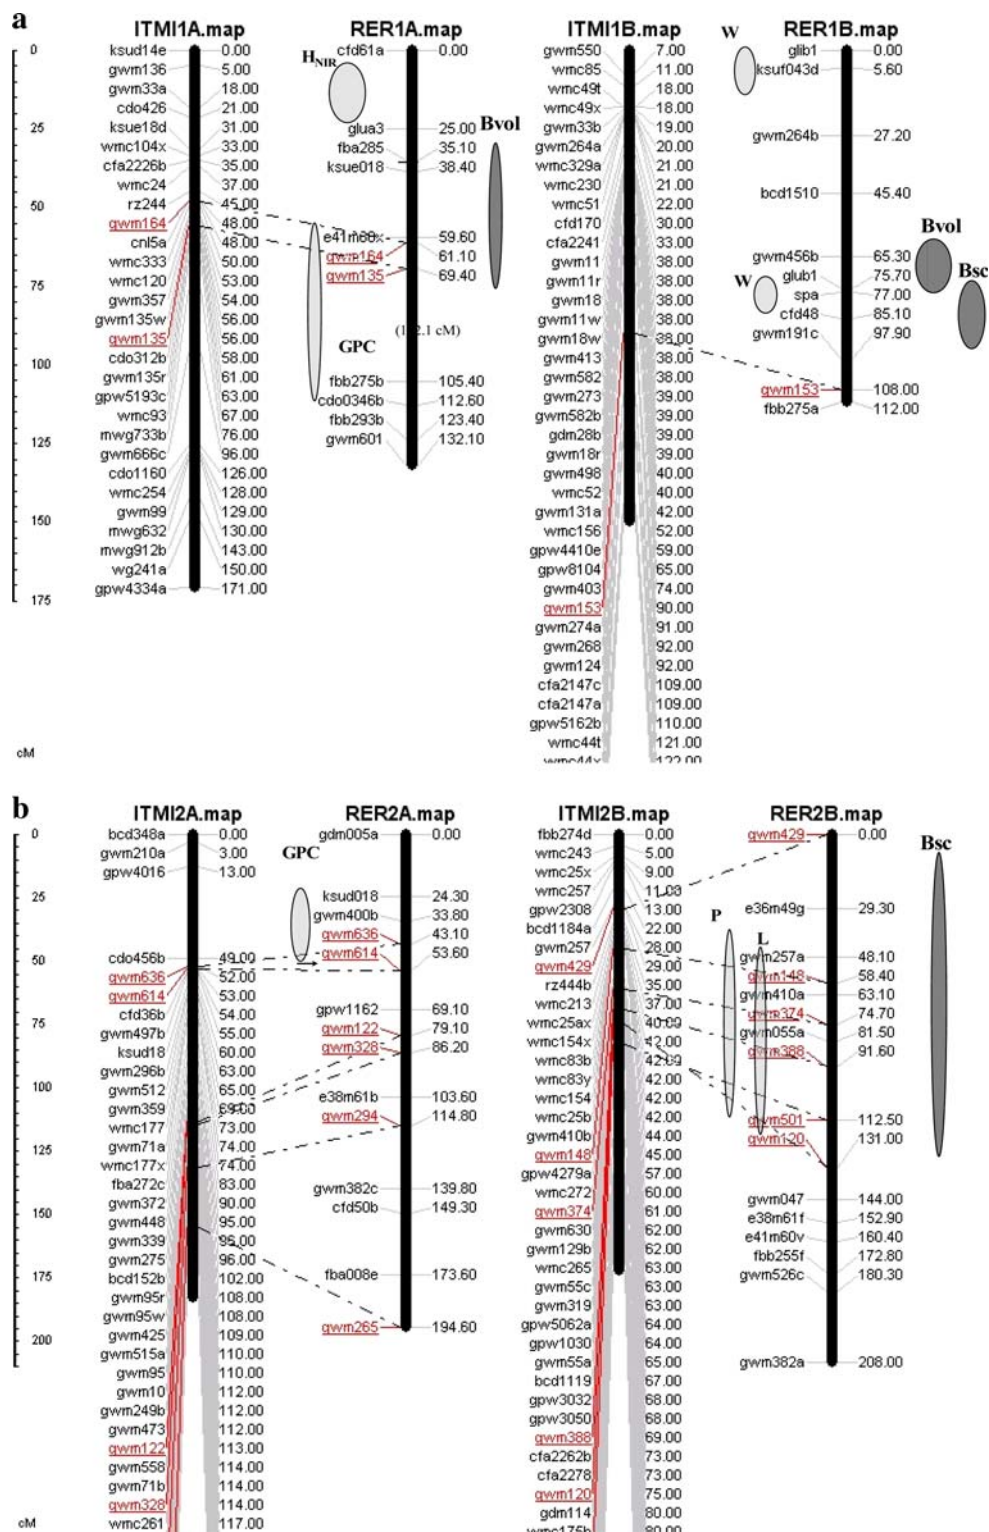 a
ITMI1A.map
0
25
50
75
100
125
150
175
cM
ksud14e 0.00
gwm136 5.00
gwm33a 18.00
cdo426 21.00
ksue18d 31.00
wmc104x 33.00
cfa2226b 35.00
wmc24 37.00
rz244 45.00
gwm164 48.00
cnl5a 48.00
wmc333 50.00
wmc120 53.00
gwm357 54.00
gwm135w 56.00
gwm135 56.00
cdo312b 58.00
gwm135r 61.00
gpw5193c 63.00
wmc93 67.00
mwg733b 76.00
gwm666c 96.00
cdo1160 126.00
wmc254 128.00
gwm99 129.00
mwg632 130.00
mwg912b 143.00
wg241a 150.00
gpw4334a 171.00
RER1A.map
cfd61a 0.00
HNIR
glua3 25.00
fba285 35.10
ksue018 38.40
e41m69x 59.60
gwm164 61.10
gwm135 69.40
GPC
fbb275b 105.40
cdo0346b 112.60
fbb293b 123.40
gwm601 132.10
Bvol
ITMI1B.map
gwm550 7.00
wmc85 11.00
wmc49t 18.00
wmc49x 18.00
gwm33b 19.00
gwm264a 20.00
wmc329a 21.00
wmc230 21.00
wmc51 22.00
cfd170 30.00
cfa2241 33.00
gwm11 38.00
gwm11r 38.00
gwm18 38.00
gwm11w 38.00
gwm18w 38.00
gwm413 38.00
gwm582 38.00
gwm273 39.00
gwm582b 39.00
gdm28b 39.00
gwm18r 39.00
gwm498 40.00
wmc52 40.00
gwm131a 42.00
wmc156 52.00
gpw4410e 59.00
gpw8104 65.00
gwm403 74.00
gwm153 90.00
gwm274a 91.00
gwm268 92.00
gwm124 92.00
cfa2147c 109.00
cfa2147a 109.00
gpw5162b 110.00
wmc44t 121.00
wmc44x 122.00
RER1B.map
W
glib1 0.00
ksuf043d 5.60
gwm264b 27.20
bcd1510 45.40
gwm456b 65.30
glub1 75.70
W
spa 77.00
cfd48 85.10
gwm191c 97.90
gwm153 108.00
fbb275a 112.00
Bvol
Bsc
b
ITMI2A.map
0
25
50
75
100
125
150
175
200
cM
bcd348a 0.00
gwm210a 3.00
gpw4016 13.00
cdo456b 49.00
gwm636 52.00
gwm614 53.00
cfd36b 54.00
gwm497b 55.00
ksud18 60.00
gwm296b 63.00
gwm512 65.00
gwm359 69.00
wmc177 73.00
gwm71a 74.00
wmc177x 74.00
fba272c 83.00
gwm372 90.00
gwm448 95.00
gwm339 96.00
gwm275 96.00
bcd152b 102.00
gwm95r 108.00
gwm95w 108.00
gwm425 109.00
gwm515a 110.00
gwm95 110.00
gwm10 112.00
gwm249b 112.00
gwm473 112.00
gwm122 113.00
gwm558 114.00
gwm71b 114.00
gwm328 114.00
wmc261 117.00
RER2A.map
GPC
gdm005a 0.00
ksud018 24.30
gwm400b 33.80
gwm636 43.10
gwm614 53.60
gpw1162 69.10
gwm122 79.10
gwm328 86.20
e38m61b 103.60
gwm294 114.80
gwm382c 139.80
cfd50b 149.30
fba008e 173.60
gwm265 194.60
ITMI2B.map
fbb274d 0.00
wmc243 5.00
wmc25x 9.00
wmc257 11.00
gpw2308 13.00
bcd1184a 22.00
gwm257 28.00
gwm429 29.00
rz444b 35.00
wmc213 37.00
wmc25ax 40.00
wmc154x 42.00
wmc83b 42.00
wmc83y 42.00
wmc154 42.00
wmc25b 42.00
gwm410b 44.00
gwm148 45.00
gpw4279a 57.00
wmc272 60.00
gwm374 61.00
gwm630 62.00
gwm129b 62.00
wmc265 63.00
gwm55c 63.00
gwm319 63.00
gpw5062a 64.00
gpw1030 64.00
gwm55a 65.00
bcd1119 67.00
gpw3032 68.00
gpw3050 68.00
gwm388 69.00
cfa2262b 73.00
cfa2278 73.00
gwm120 75.00
gdm114 80.00
wmc175b 80.00
RER2B.map
P
L
gwm429 0.00
e36m49g 29.30
gwm257a 48.10
gwm148 58.40
gwm410a 63.10
gwm374 74.70
gwm055a 81.50
gwm388 91.60
gwm501 112.50
gwm120 131.00
gwm047 144.00
e38m61f 152.90
e41m60v 160.40
fbb255f 172.80
gwm526c 180.30
gwm382a 208.00
Bsc